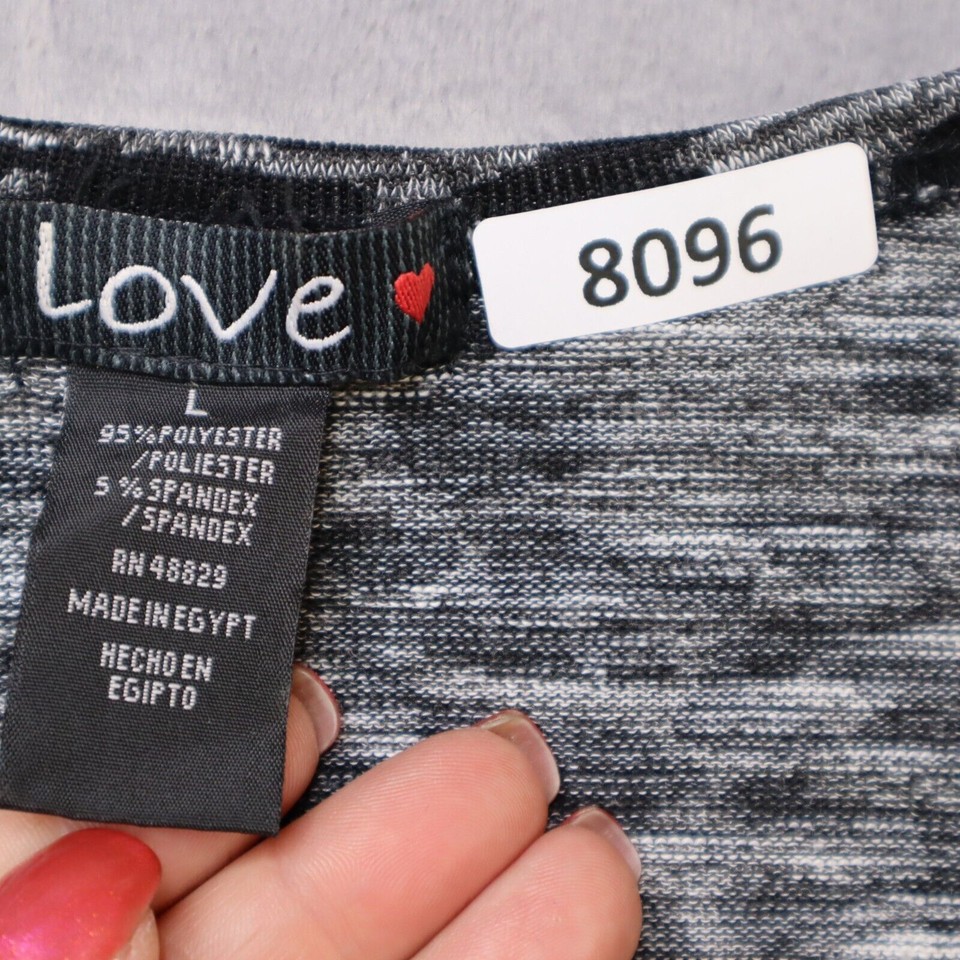 Love
8096
L
95% POLYESTER
/POLIESTER
5% SPANDEX
/SPANDEX
RN 48829
MADE IN EGYPT
HECHO EN
EGIPTO